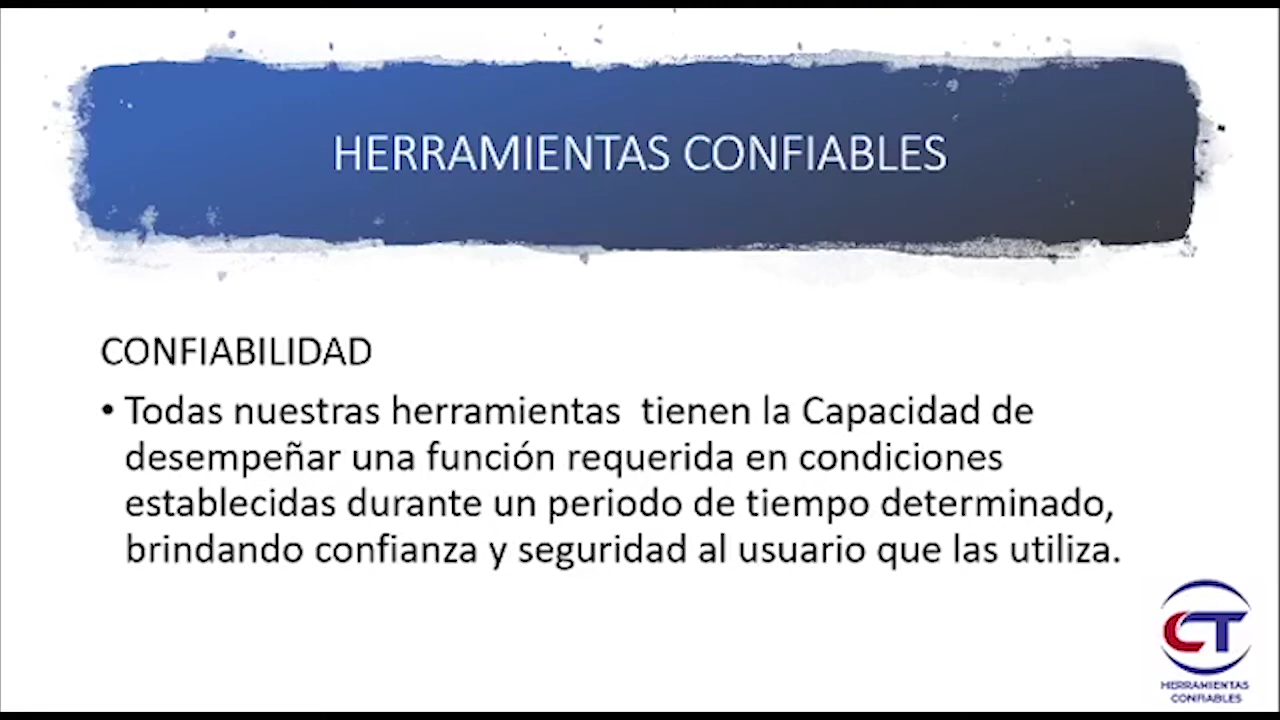 HERRAMIENTAS CONFIABLES
CONFIABILIDAD
• Todas nuestras herramientas  tienen la Capacidad de
desempeñar una función requerida en condiciones
establecidas durante un periodo de tiempo determinado,
brindando confianza y seguridad al usuario que las utiliza.
CT
HERRAMIENTAS
CONFIABLES